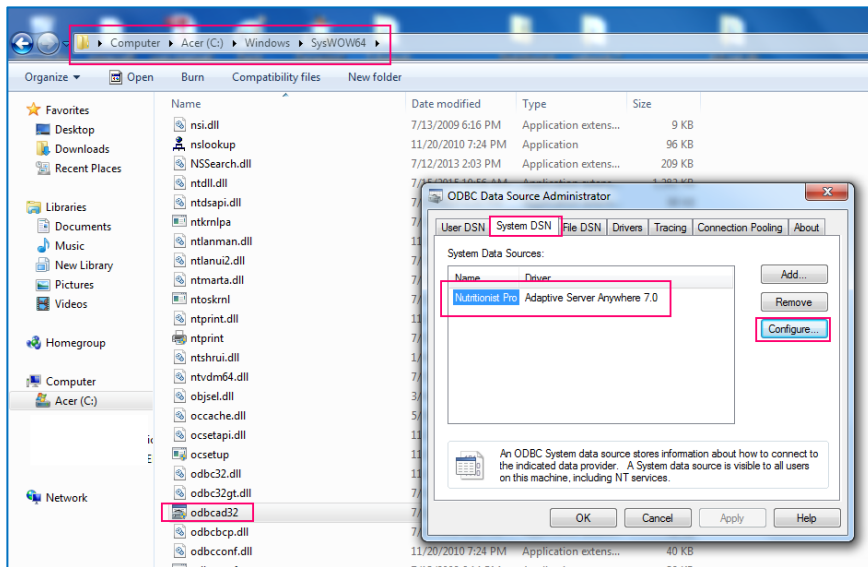 Computer Acer (C:) Windows SysWOW64
Organize Open Burn Compatibility files New folder
Name Date modified Type Size
Favorites
Desktop
Downloads
Recent Places
Libraries
Documents
Music
New Library
Pictures
Videos
Homegroup
Computer
Acer (C:)
Network
nsi.dll 7/13/2009 6:16 PM Application extens... 9 KB
nslookup 11/20/2010 7:24 PM Application 96 KB
NSSearch.dll 7/12/2013 2:03 PM Application extens... 209 KB
ntdll.dll
ntdsapi.dll
ntkrnlpa
ntlanman.dll
ntlanui2.dll
ntmarta.dll
ntoskrnl
ntprint.dll
ntprint
ntshrui.dll
ntvdm64.dll
objsel.dll
occache.dll
ocsetapi.dll
ocsetup
odbc32.dll
odbc32gt.dll
odbcad32
odbcbcp.dll
odbcconf.dll 11/20/2010 7:24 PM Application extens... 40 KB
ODBC Data Source Administrator
User DSN System DSN File DSN Drivers Tracing Connection Pooling About
System Data Sources:
Name Driver
Nutritionist Pro Adaptive Server Anywhere 7.0
Add...
Remove
Configure...
An ODBC System data source stores information about how to connect to
the indicated data provider. A System data source is visible to all users
on this machine, including NT services.
OK Cancel Apply Help